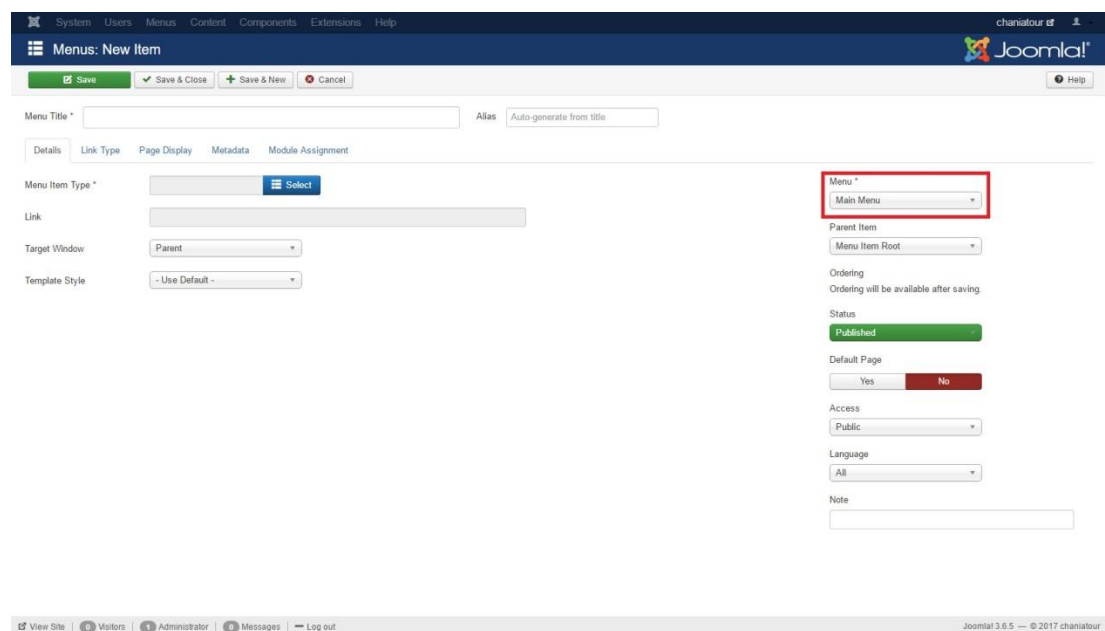 System Users Menus Content Components Extensions Help chaniatour
Menus: New Item Joomla!®
Save Save & Close Save & New Cancel Help
Menu Title * Alias Auto-generate from title
Details Link Type Page Display Metadata Module Assignment
Menu Item Type * Select
Link
Target Window Parent
Template Style - Use Default -
Menu *
Main Menu
Parent Item
Menu Item Root
Ordering
Ordering will be available after saving.
Status
Published
Default Page
Yes No
Access
Public
Language
All
Note
View Site | 0 Visitors | 1 Administrator | 0 Messages | Log out Joomla! 3.6.5 — © 2017 chaniatour